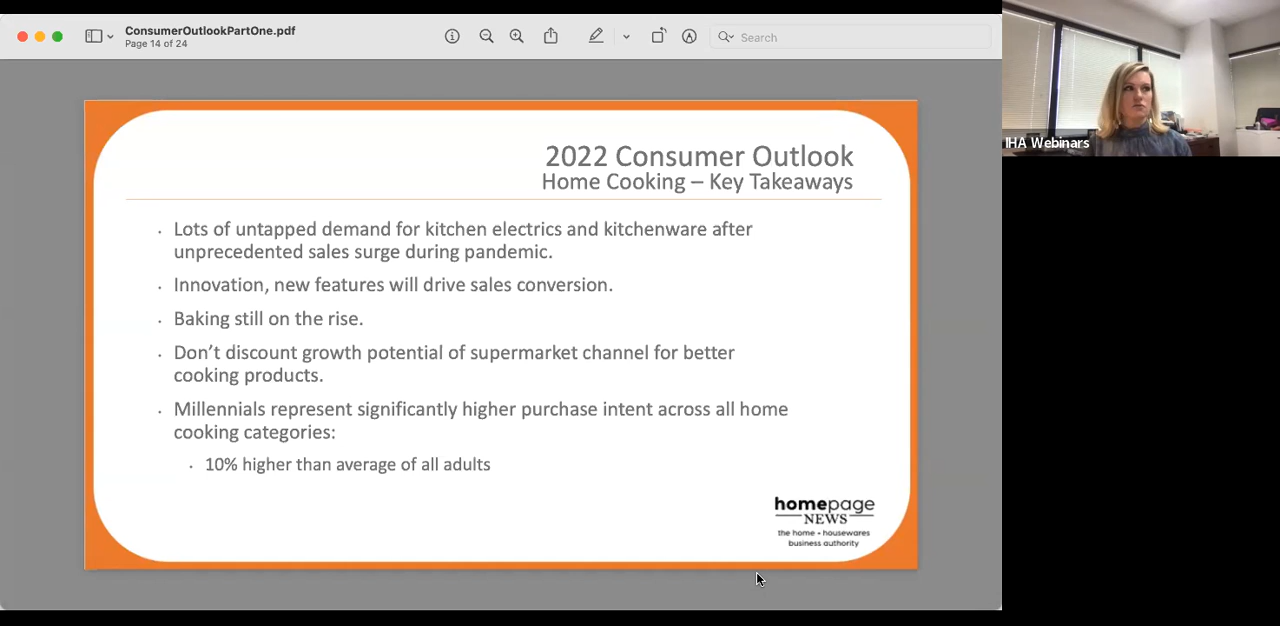 ConsumerOutlookPartOne.pdf
Page 14 of 24
Search
IHA Webinars
2022 Consumer Outlook
Home Cooking – Key Takeaways
· Lots of untapped demand for kitchen electrics and kitchenware after
unprecedented sales surge during pandemic.
· Innovation, new features will drive sales conversion.
· Baking still on the rise.
· Don’t discount growth potential of supermarket channel for better
cooking products.
· Millennials represent significantly higher purchase intent across all home
cooking categories:
· 10% higher than average of all adults
homepage
NEWS
the home + housewares
business authority